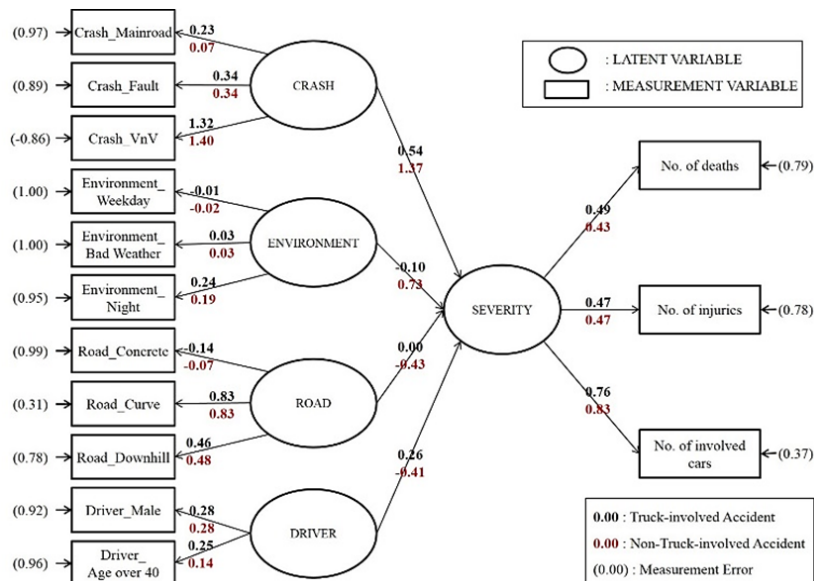 (0.97)
Crash_Mainroad
0.23
0.07
(0.89)
Crash_Fault
0.34
0.34
(-0.86)
Crash_VnV
1.32
1.40
CRASH
(1.00)
Environment_
Weekday
-0.01
-0.02
(1.00)
Environment_
Bad Weather
0.03
0.03
(0.95)
Environment_
Night
0.24
0.19
ENVIRONMENT
(0.99)
Road_Concrete
-0.14
-0.07
(0.31)
Road_Curve
0.83
0.83
(0.78)
Road_Downhill
0.46
0.48
ROAD
(0.92)
Driver_Male
0.28
0.28
(0.96)
Driver_
Age over 40
0.25
0.14
DRIVER
0.54
1.37
-0.10
0.73
0.00
-0.43
0.26
-0.41
SEVERITY
0.49
0.43
0.47
0.47
0.76
0.83
: LATENT VARIABLE
: MEASUREMENT VARIABLE
No. of deaths
(0.79)
No. of injurics
(0.78)
No. of involved
cars
(0.37)
0.00 : Truck-involved Accident
0.00 : Non-Truck-involved Accident
(0.00) : Measurement Error